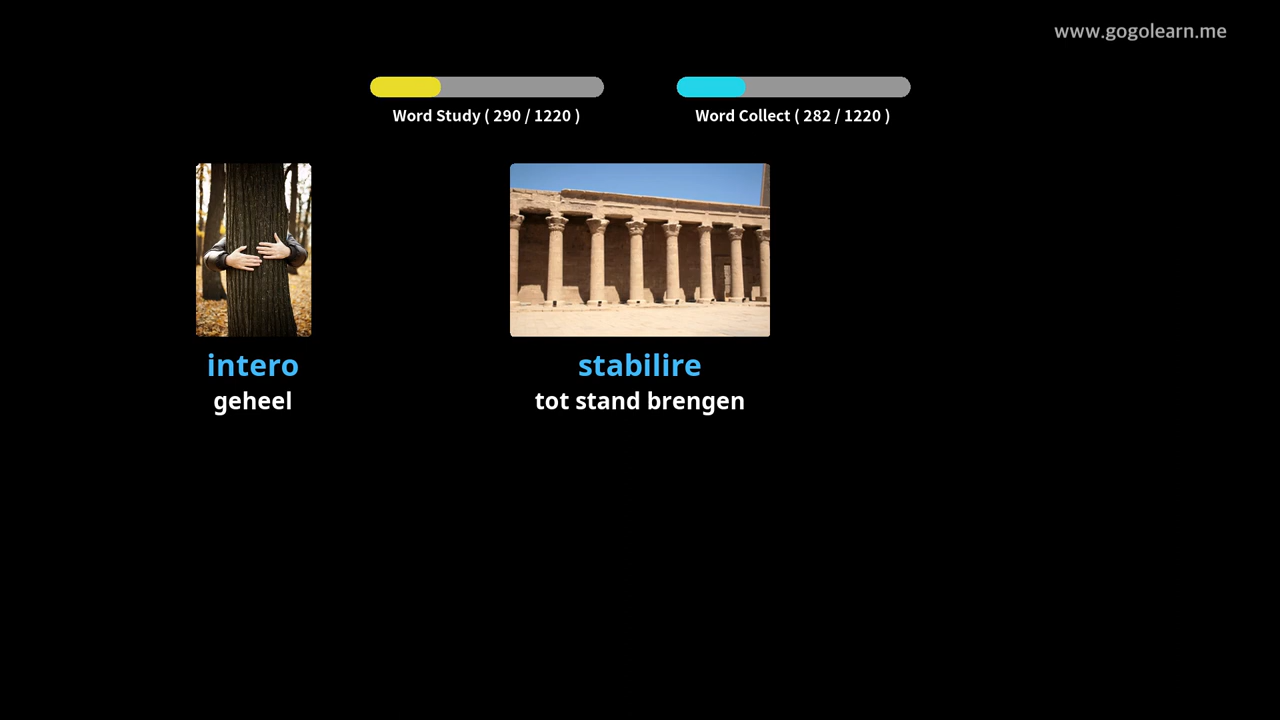 www.gogolearn.me
Word Study ( 290 / 1220 )
Word Collect ( 282 / 1220 )
intero
geheel
stabilire
tot stand brengen